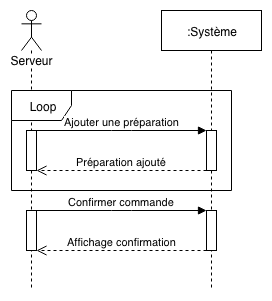 :Système
Serveur
Loop
Ajouter une préparation
Préparation ajouté
Confirmer commande
Affichage confirmation